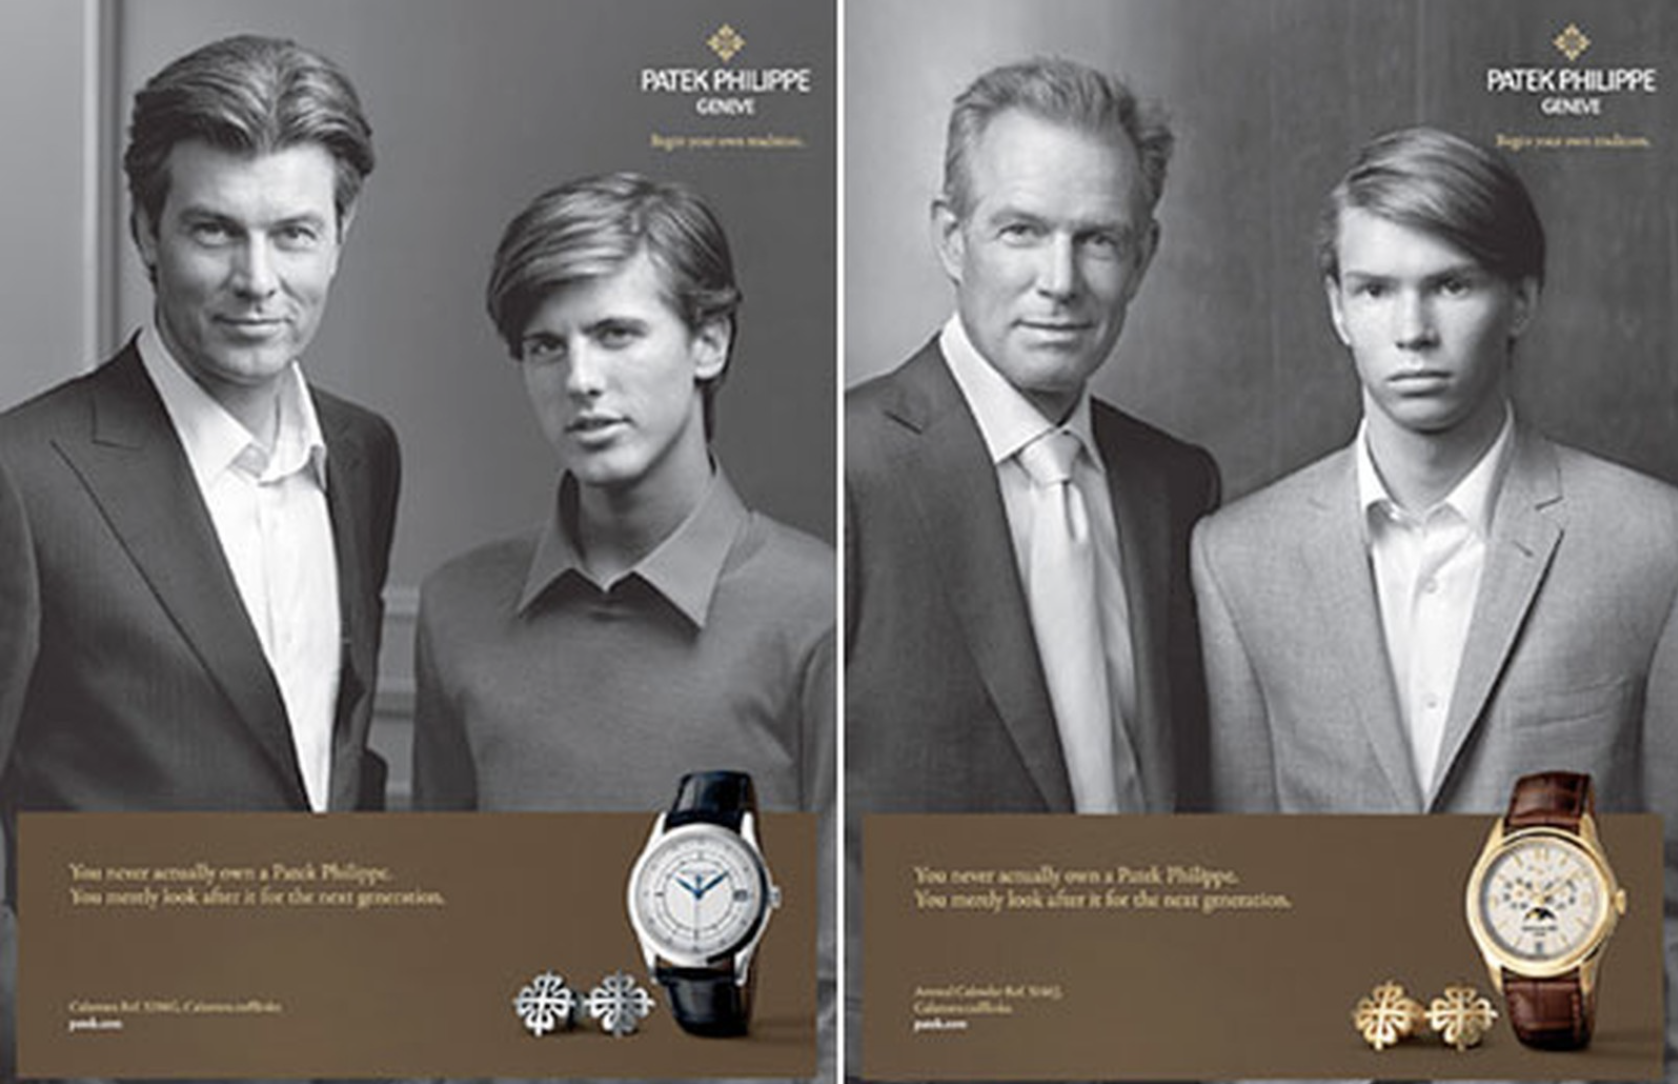 PATEK PHILIPPE
GENEVE
Begin your own tradition.
You never actually own a Patek Philippe.
You merely look after it for the next generation.
Calatrava Ref. Calatrava cufflinks
patek.com
PATEK PHILIPPE
GENEVE
Begin your own tradition.
You never actually own a Patek Philippe.
You merely look after it for the next generation.
Annual Calendar Ref.
Calatrava cufflinks
patek.com